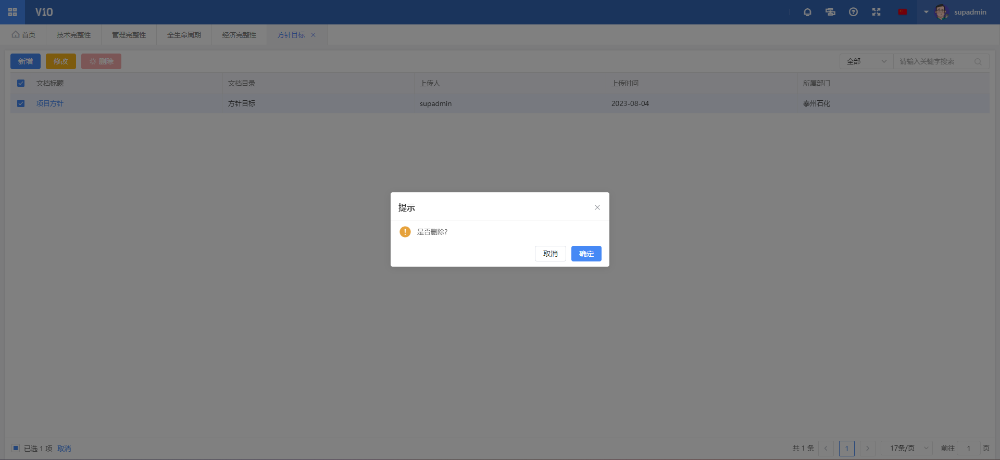 V10
supadmin
首页 技术完整性 管理完整性 全生命周期 经济完整性 方针目标
新增 修改 删除
全部 请输入关键字搜索
文档标题 文档目录 上传人 上传时间 所属部门
项目方针 方针目标 supadmin 2023-08-04 泰州石化
提示
是否删除?
取消 确定
已选 1 项 取消
共 1 条 1 17条/页 前往 1 页